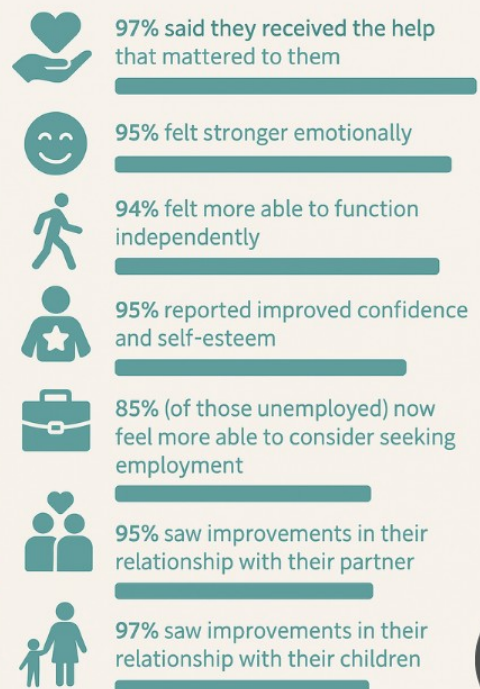 97% said they received the help
that mattered to them
95% felt stronger emotionally
94% felt more able to function
independently
95% reported improved confidence
and self-esteem
85% (of those unemployed) now
feel more able to consider seeking
employment
95% saw improvements in their
relationship with their partner
97% saw improvements in their
relationship with their children